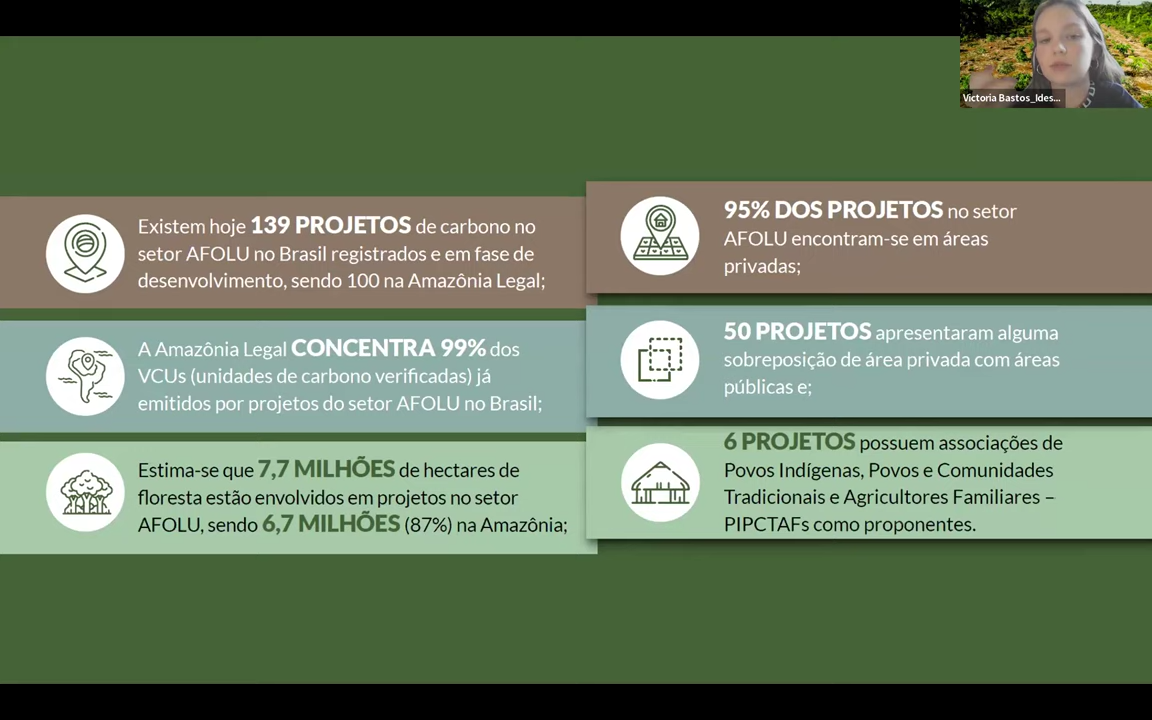 Victoria Bastos_Ides...
Existem hoje 139 PROJETOS de carbono no
setor AFOLU no Brasil registrados e em fase de
desenvolvimento, sendo 100 na Amazônia Legal;
A Amazônia Legal CONCENTRA 99% dos
VCUs (unidades de carbono verificadas) já
emitidos por projetos do setor AFOLU no Brasil;
Estima-se que 7,7 MILHÕES de hectares de
floresta estão envolvidos em projetos no setor
AFOLU, sendo 6,7 MILHÕES (87%) na Amazônia;
95% DOS PROJETOS no setor
AFOLU encontram-se em áreas
privadas;
50 PROJETOS apresentaram alguma
sobreposição de área privada com áreas
públicas e;
6 PROJETOS possuem associações de
Povos Indígenas, Povos e Comunidades
Tradicionais e Agricultores Familiares –
PIPCTAFs como proponentes.